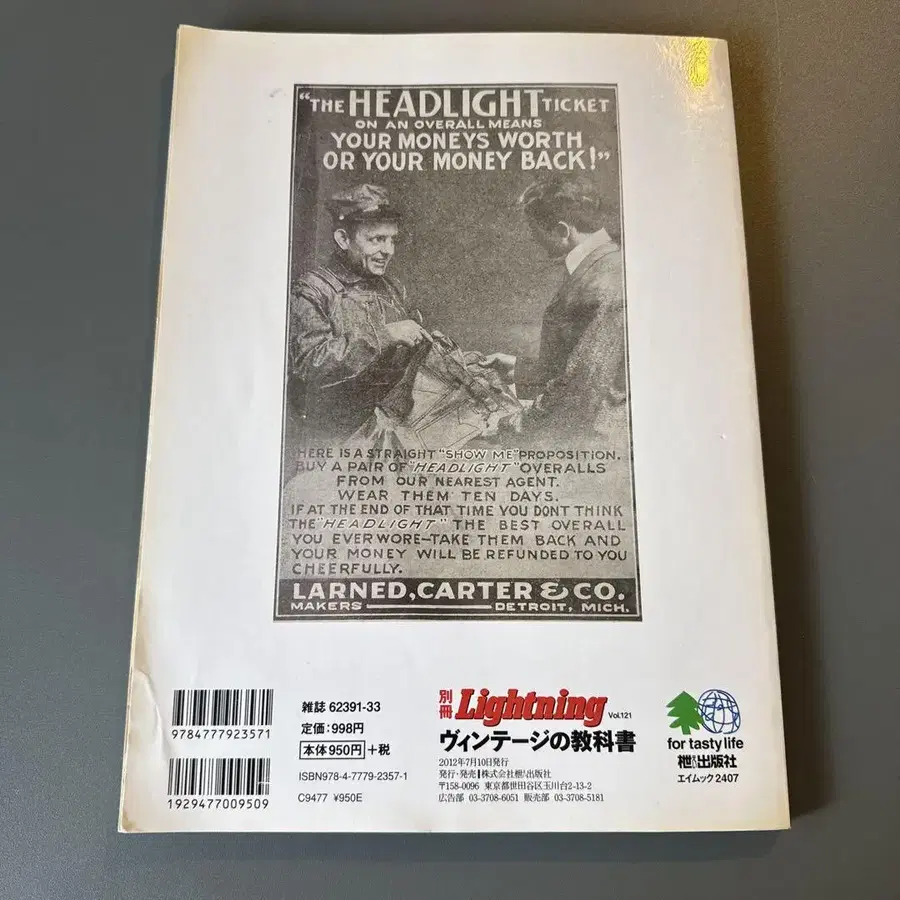 "THE HEADLIGHT TICKET
ON AN OVERALL MEANS
YOUR MONEYS WORTH
OR YOUR MONEY BACK!"
HERE IS A STRAIGHT "SHOW ME" PROPOSITION.
BUY A PAIR OF "HEADLIGHT" OVERALLS
FROM OUR NEAREST AGENT.
WEAR THEM TEN DAYS.
IF AT THE END OF THAT TIME YOU DONT THINK
THE "HEADLIGHT" THE BEST OVERALL
YOU EVER WORE—TAKE THEM BACK AND
YOUR MONEY WILL BE REFUNDED TO YOU
CHEERFULLY.
LARNED, CARTER & CO.
MAKERS DETROIT, MICH.
9784777923571
1929477009509
雑誌 62391-33
定価:998円
本体950円+税
ISBN978-4-7779-2357-1
C9477 ¥950E
別冊 Lightning Vol.121
ヴィンテージの教科書
2012年7月10日発行
発行・発売 株式会社枻出版社
〒158-0096 東京都世田谷区玉川台2-13-2
広告部 03-3708-6051 販売部 03-3708-5181
for tasty life
枻出版社
エイムック 2407